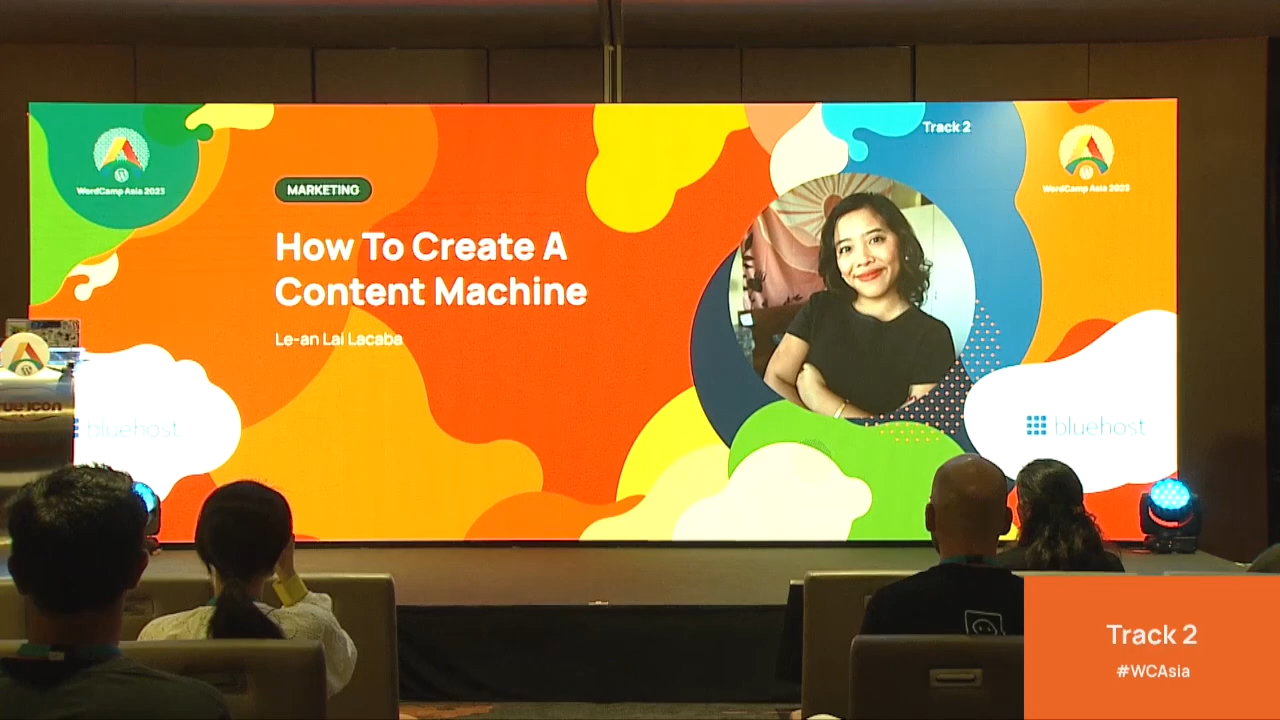 Track 2
WordCamp Asia 2023
WordCamp Asia 2023
MARKETING
How To Create A
Content Machine
Le-an Lai Lacaba
bluehost
bluehost
Track 2
#WCAsia